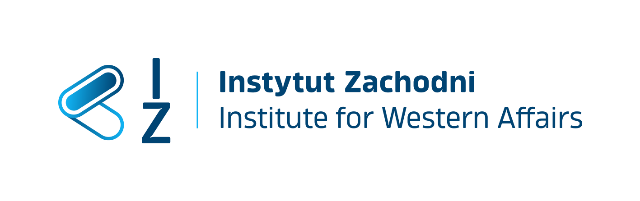 I
Z
Instytut Zachodni
Institute for Western Affairs